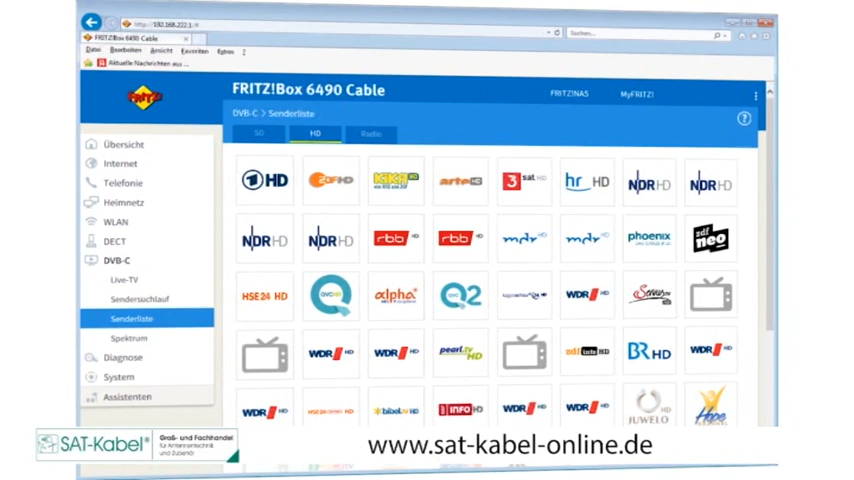 http://192.168.222.1
FRITZ!Box 6490 Cable
Datei Bearbeiten Ansicht Favoriten Extras ?
Suchen...
Aktuelle Nachrichten aus ...
FRITZ!
FRITZ!Box 6490 Cable
FRITZ!NAS
MyFRITZ!
DVB-C > Senderliste
SD
HD
Radio
Übersicht
Internet
Telefonie
Heimnetz
WLAN
DECT
DVB-C
Live-TV
Sendersuchlauf
Senderliste
Spektrum
Diagnose
System
Assistenten
1 HD
ZDF HD
KiKA HD
arte HD
3sat HD
hr HD
NDR HD
NDR HD
NDR HD
NDR HD
rbb HD
rbb HD
mdr HD
mdr HD
phoenix
zdf neo
HSE24 HD
QVC HD
alpha
Q2
WDR HD
Servus
WDR HD
WDR HD
pearl.tv HD
zdf info HD
BR HD
WDR HD
WDR HD
bibel.tv HD
INFO HD
WDR HD
WDR HD
JUWELO HD
Hope
SAT-Kabel®
Groß- und Fachhandel
für Antennentechnik
und Zubehör
www.sat-kabel-online.de